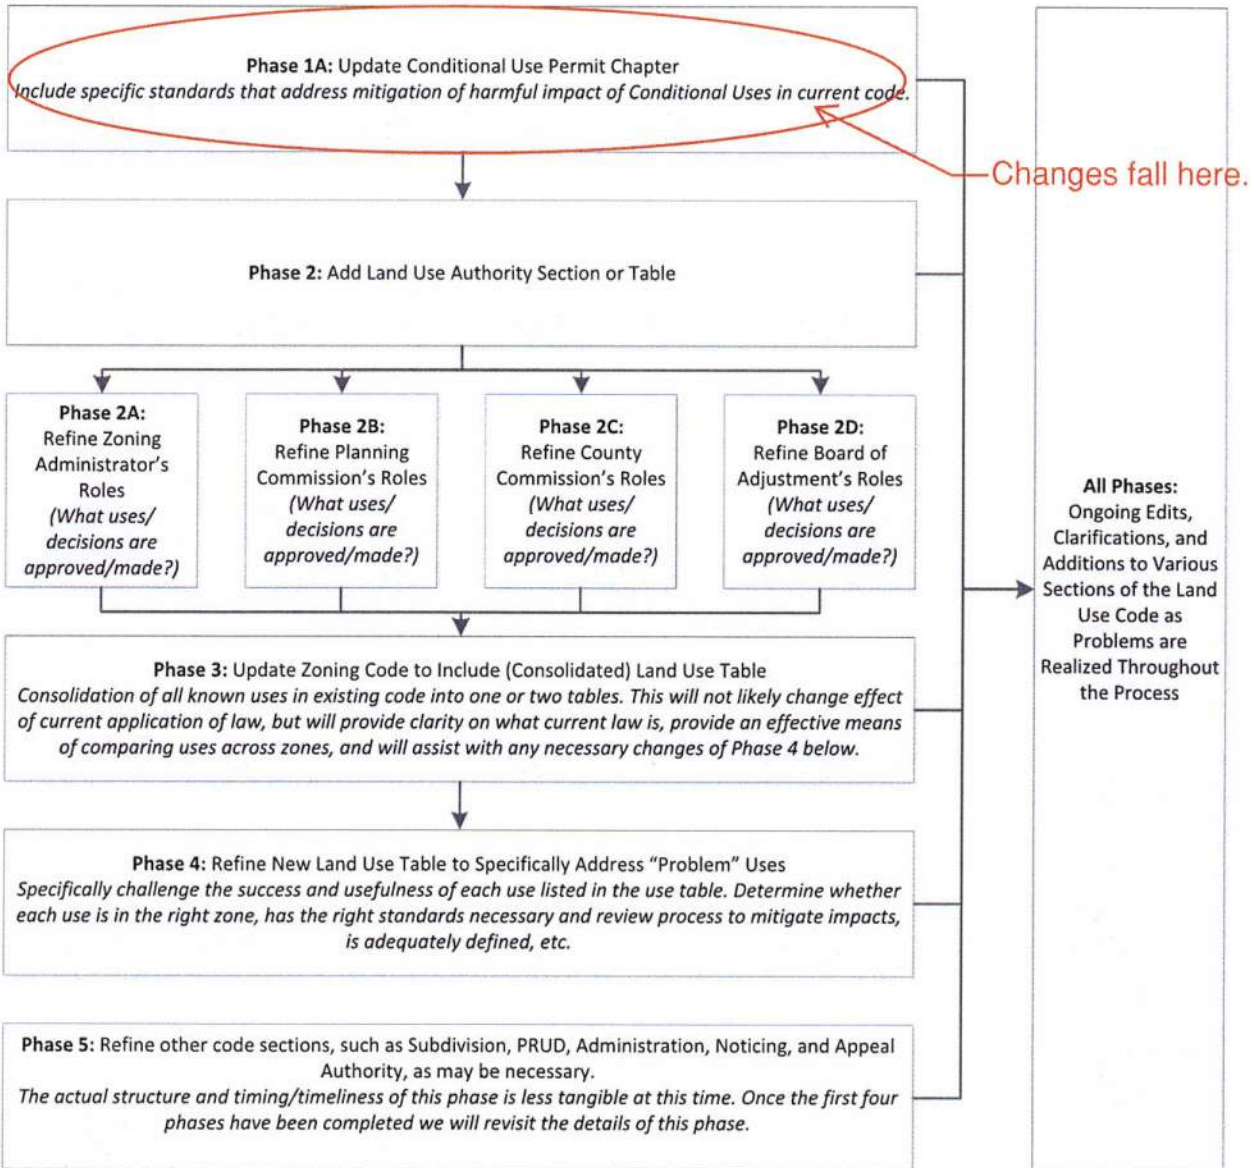 Phase 1A: Update Conditional Use Permit Chapter
Include specific standards that address mitigation of harmful impact of Conditional Uses in current code.
Changes fall here.
Phase 2: Add Land Use Authority Section or Table
Phase 2A:
Refine Zoning
Administrator's
Roles
(What uses/
decisions are
approved/made?)
Phase 2B:
Refine Planning
Commission's Roles
(What uses/
decisions are
approved/made?)
Phase 2C:
Refine County
Commission's Roles
(What uses/
decisions are
approved/made?)
Phase 2D:
Refine Board of
Adjustment's Roles
(What uses/
decisions are
approved/made?)
Phase 3: Update Zoning Code to Include (Consolidated) Land Use Table
Consolidation of all known uses in existing code into one or two tables. This will not likely change effect
of current application of law, but will provide clarity on what current law is, provide an effective means
of comparing uses across zones, and will assist with any necessary changes of Phase 4 below.
Phase 4: Refine New Land Use Table to Specifically Address "Problem" Uses
Specifically challenge the success and usefulness of each use listed in the use table. Determine whether
each use is in the right zone, has the right standards necessary and review process to mitigate impacts,
is adequately defined, etc.
Phase 5: Refine other code sections, such as Subdivision, PRUD, Administration, Noticing, and Appeal
Authority, as may be necessary.
The actual structure and timing/timeliness of this phase is less tangible at this time. Once the first four
phases have been completed we will revisit the details of this phase.
All Phases:
Ongoing Edits,
Clarifications, and
Additions to Various
Sections of the Land
Use Code as
Problems are
Realized Throughout
the Process